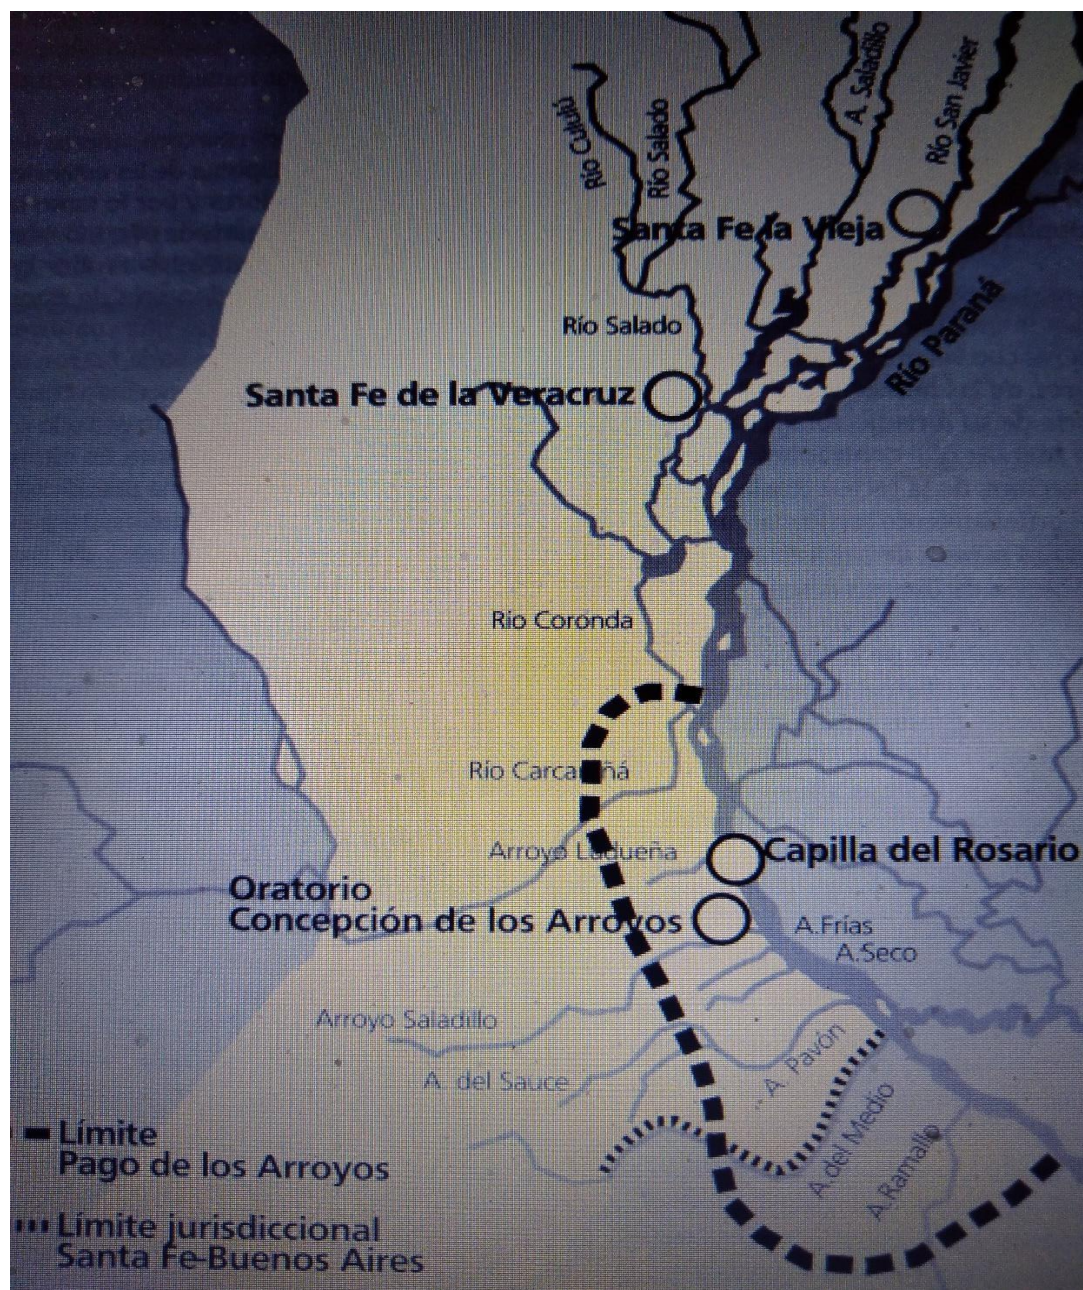 Río Cululú
Río Salado
A. Saladillo
Río San Javier
Santa Fe la Vieja
Río Salado
Río Paraná
Santa Fe de la Veracruz
Río Coronda
Río Carcarañá
Arroyo Ludueña
Capilla del Rosario
Oratorio
Concepción de los Arroyos
A.Frías
A.Seco
Arroyo Saladillo
A. Pavón
A. del Sauce
A.del Medio
A.Ramallo
Límite
Pago de los Arroyos
Límite jurisdiccional
Santa Fe-Buenos Aires